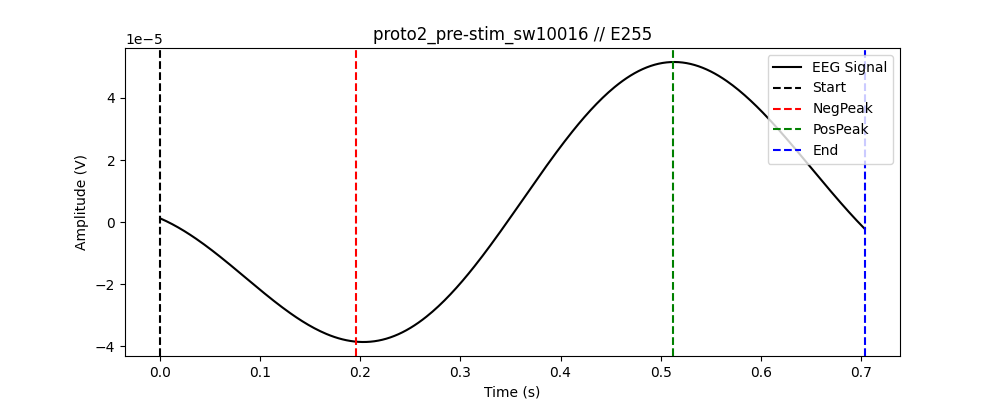 proto2_pre-stim_sw10016 // E255
1e−5
EEG Signal
Start
NegPeak
PosPeak
End
4
2
0
−2
−4
Amplitude (V)
0.0 0.1 0.2 0.3 0.4 0.5 0.6 0.7
Time (s)